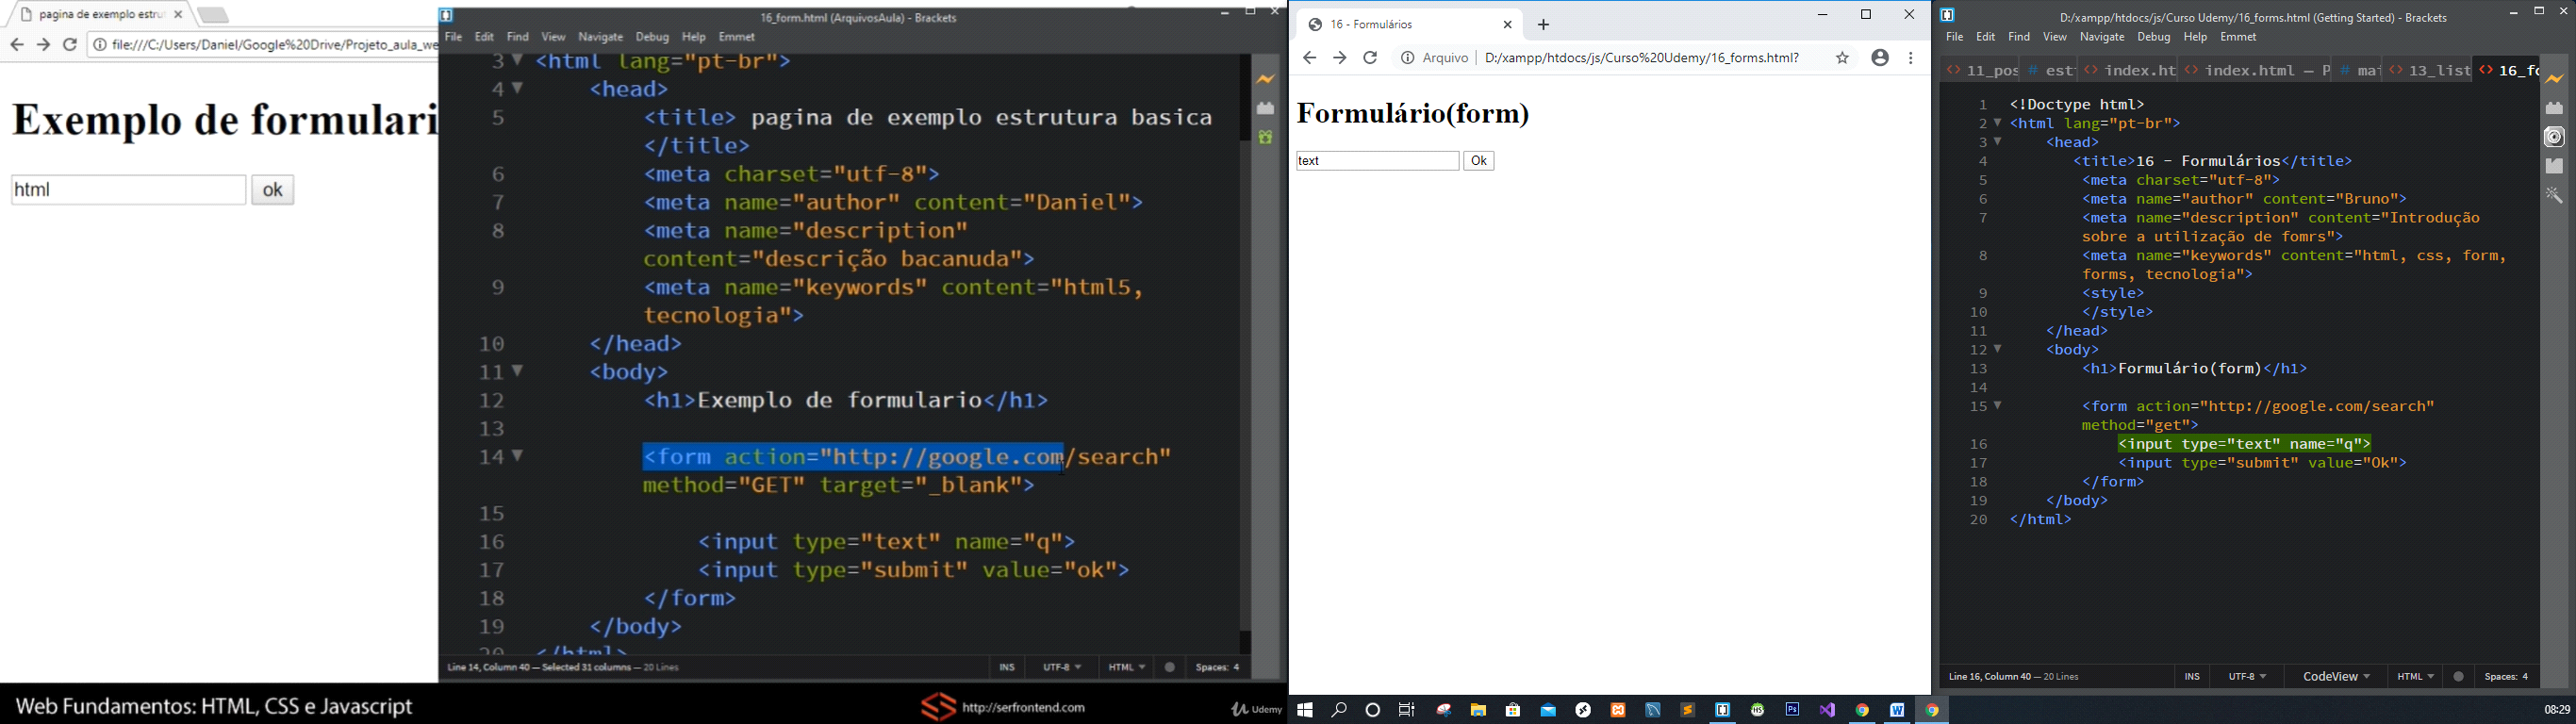 pagina de exemplo estru
file:///C:/Users/Daniel/Google%20Drive/Projeto_aula_we
Exemplo de formulari
html
ok
16_form.html (ArquivosAula) - Brackets
File Edit Find View Navigate Debug Help Emmet
3 <html lang="pt-br">
4 <head>
5 <title> pagina de exemplo estrutura basica
</title>
6 <meta charset="utf-8">
7 <meta name="author" content="Daniel">
8 <meta name="description"
content="descrição bacanuda">
9 <meta name="keywords" content="html5,
tecnologia">
10 </head>
11 <body>
12 <h1>Exemplo de formulario</h1>
13
14 <form action="http://google.com/search"
method="GET" target="_blank">
15
16 <input type="text" name="q">
17 <input type="submit" value="ok">
18 </form>
19 </body>
20 </html>
Line 14, Column 40 — Selected 31 columns — 20 Lines
INS UTF-8 HTML Spaces: 4
Web Fundamentos: HTML, CSS e Javascript
http://serfrontend.com
Udemy
16 - Formulários
Arquivo D:/xampp/htdocs/js/Curso%20Udemy/16_forms.html?
Formulário(form)
text
Ok
D:/xampp/htdocs/js/Curso Udemy/16_forms.html (Getting Started) - Brackets
File Edit Find View Navigate Debug Help Emmet
<> 11_pos # est <> index.ht <> index.html — P # mai <> 13_list <> 16_fo
1 <!Doctype html>
2 <html lang="pt-br">
3 <head>
4 <title>16 - Formulários</title>
5 <meta charset="utf-8">
6 <meta name="author" content="Bruno">
7 <meta name="description" content="Introdução
sobre a utilização de fomrs">
8 <meta name="keywords" content="html, css, form,
forms, tecnologia">
9 <style>
10 </style>
11 </head>
12 <body>
13 <h1>Formulário(form)</h1>
14
15 <form action="http://google.com/search"
method="get">
16 <input type="text" name="q">
17 <input type="submit" value="Ok">
18 </form>
19 </body>
20 </html>
Line 16, Column 40 — 20 Lines
INS UTF-8 CodeView HTML Spaces: 4
08:29